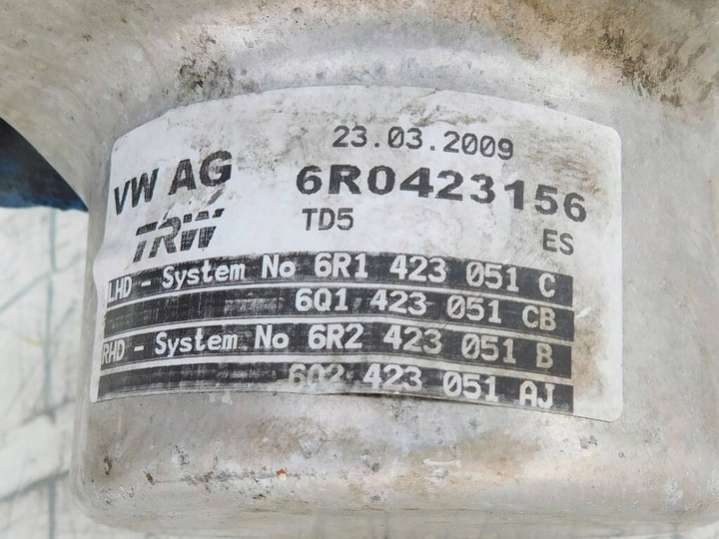 23.03.2009
VW AG 6R0423156
TRW TD5 ES
LHD - System No 6R1 423 051 C
6Q1 423 051 CB
RHD - System No 6R2 423 051 B
6Q2 423 051 AJ